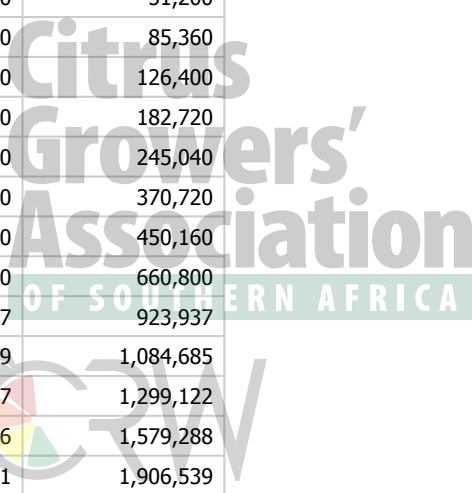 0 85,360
0 126,400
0 182,720
0 245,040
0 370,720
0 450,160
0 660,800
7 923,937
9 1,084,685
7 1,299,122
6 1,579,288
1 1,906,539
Citrus
Growers'
Association
OF SOUTHERN AFRICA
CRW